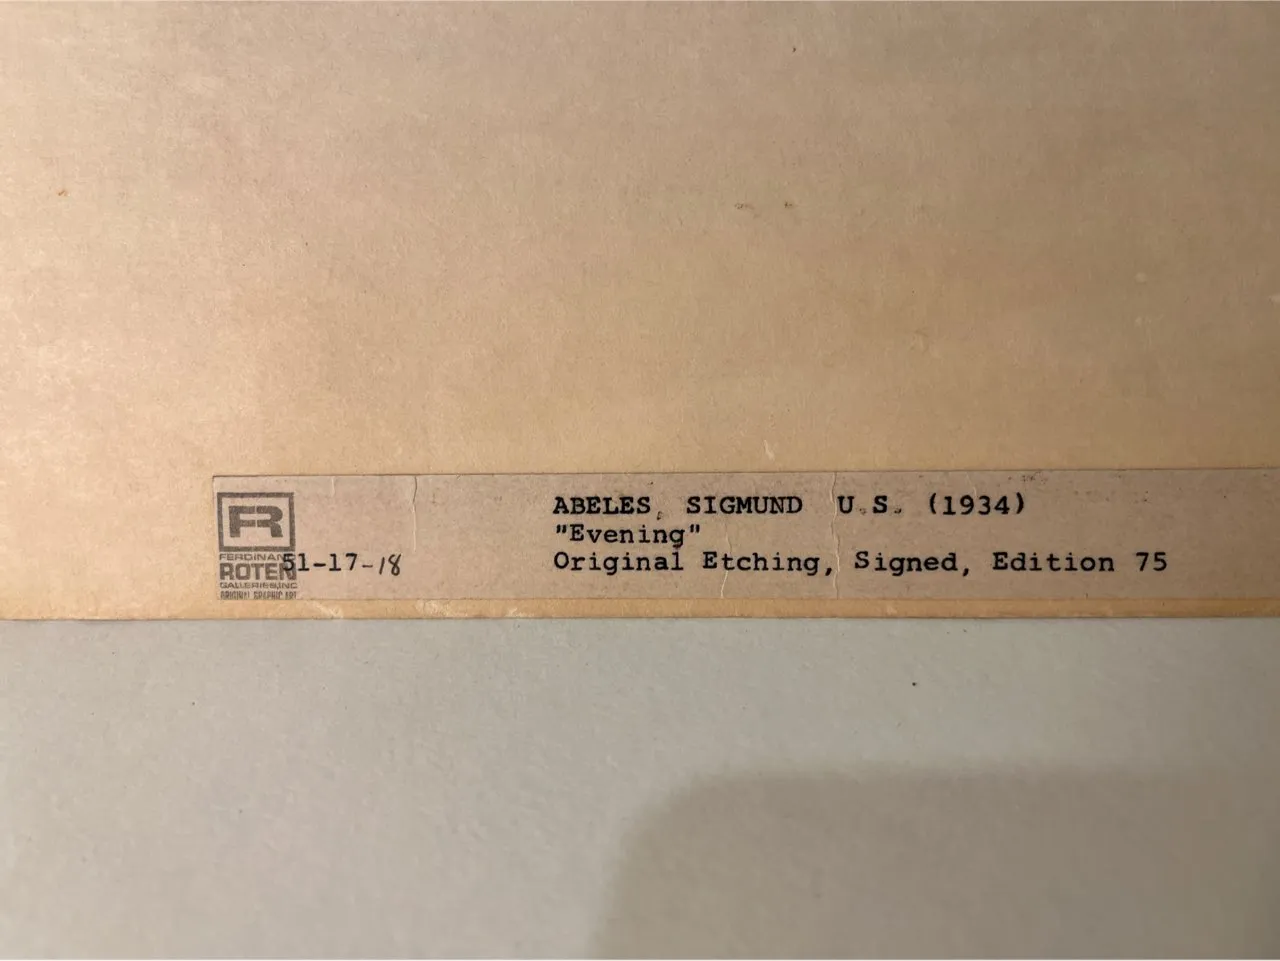 ABELES, SIGMUND U.S. (1934)
"Evening"
Original Etching, Signed, Edition 75
FR
FERDINAND
ROTEN
GALLERIES, INC
ORIGINAL GRAPHIC ART
51-17-18